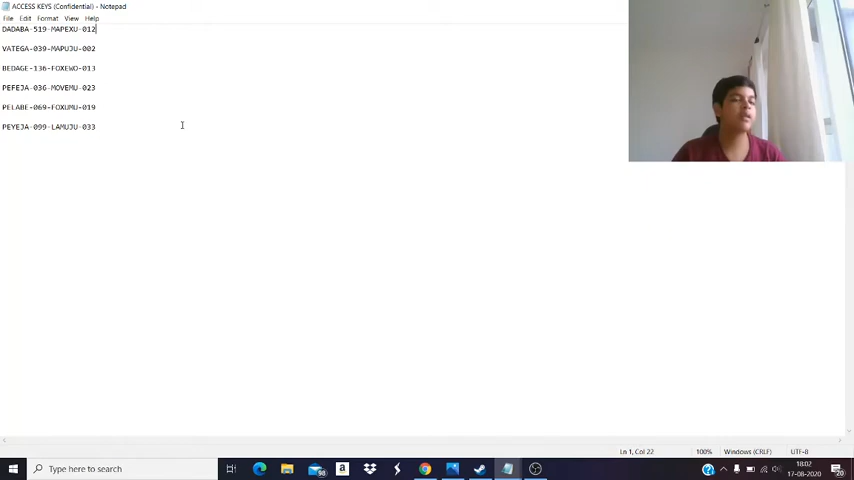 ACCESS KEYS (Confidential) - Notepad
File Edit Format View Help
DADABA-519-MAPEXU-012
VATEGA-039-MAPUJU-002
BEDAGE-136-FOXEWO-013
PEFEJA-036-MOVEMU-023
PELABE-069-FOXUMU-019
PEYEJA-099-LAMUJU-033
Ln 1, Col 22 100% Windows (CRLF) UTF-8
Type here to search
98
a
18:02
17-08-2020
20